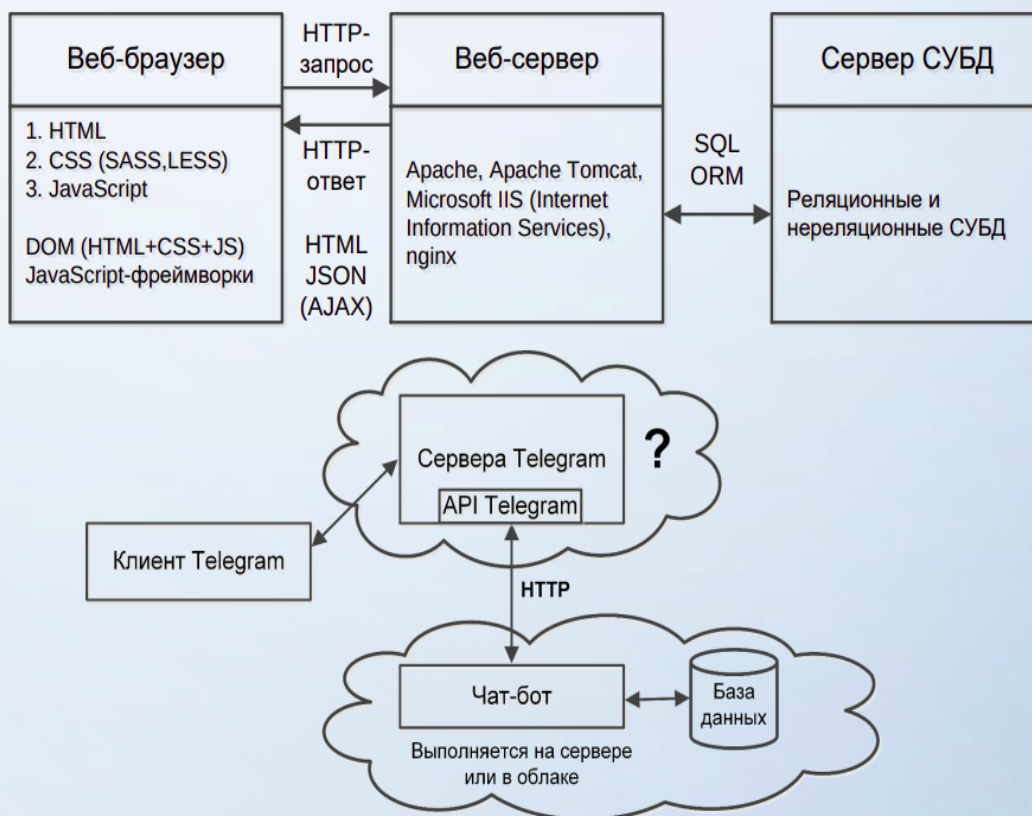 Веб-браузер
1. HTML
2. CSS (SASS,LESS)
3. JavaScript
DOM (HTML+CSS+JS)
JavaScript-фреймворки
HTTP-
запрос
HTTP-
ответ
HTML
JSON
(AJAX)
Веб-сервер
Apache, Apache Tomcat,
Microsoft IIS (Internet
Information Services),
nginx
SQL
ORM
Сервер СУБД
Реляционные и
нереляционные СУБД
Сервера Telegram
?
API Telegram
Клиент Telegram
HTTP
Чат-бот
База
данных
Выполняется на сервере
или в облаке